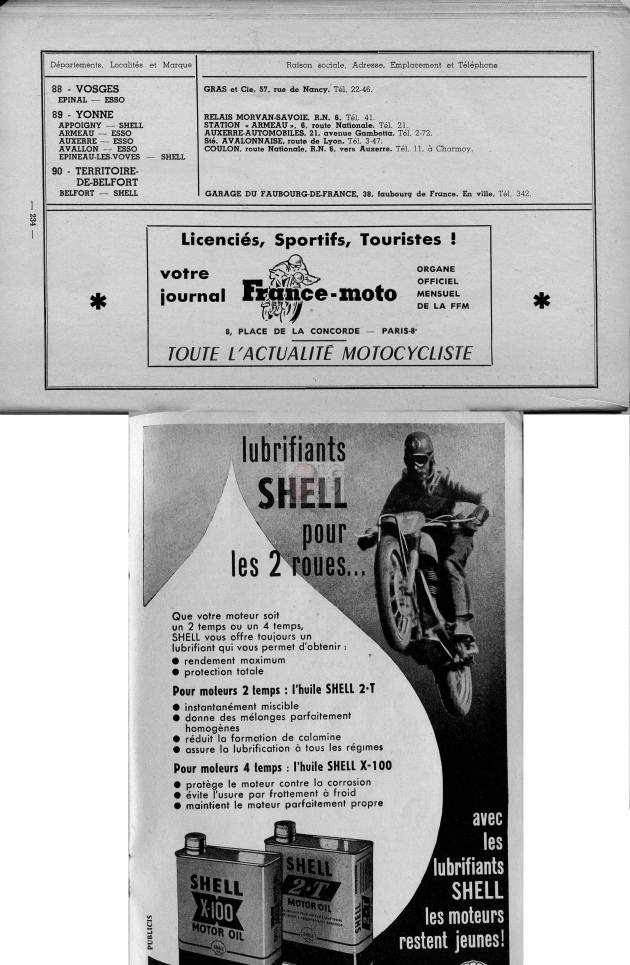 Départements, Localités et Marque
Raison sociale, Adresse, Emplacement et Téléphone
88 - VOSGES
EPINAL — ESSO
GRAS et Cie, 57, rue de Nancy. Tél. 22-46.
89 - YONNE
APPOIGNY — SHELL
RELAIS MORVAN-SAVOIE, R.N. 6. Tél. 41.
ARMEAU — ESSO
STATION « ARMEAU », 6, route Nationale. Tél. 21.
AUXERRE — ESSO
AUXERRE-AUTOMOBILES, 21, avenue Gambetta. Tél. 2-72.
AVALLON — ESSO
Sté. AVALONNAISE, route de Lyon. Tél. 3-47.
EPINEAU-LES-VOVES — SHELL
COULON, route Nationale, R.N. 6, vers Auxerre. Tél. 11, à Charmoy.
90 - TERRITOIRE-
DE-BELFORT
BELFORT — SHELL
GARAGE DU FAUBOURG-DE-FRANCE, 38, faubourg de France. En ville. Tél. 342.
— 234 —
Licenciés, Sportifs, Touristes !
votre
journal
France-moto
ORGANE
OFFICIEL
MENSUEL
DE LA FFM
8, PLACE DE LA CONCORDE — PARIS-8e
TOUTE L'ACTUALITÉ MOTOCYCLISTE
lubrifiants
SHELL
pour
les 2 roues...
Que votre moteur soit
un 2 temps ou un 4 temps,
SHELL vous offre toujours un
lubrifiant qui vous permet d'obtenir :
● rendement maximum
● protection totale
Pour moteurs 2 temps : l'huile SHELL 2-T
● instantanément miscible
● donne des mélanges parfaitement
homogènes
● réduit la formation de calamine
● assure la lubrification à tous les régimes
Pour moteurs 4 temps : l'huile SHELL X-100
● protège le moteur contre la corrosion
● évite l'usure par frottement à froid
● maintient le moteur parfaitement propre
avec
les
lubrifiants
SHELL
les moteurs
restent jeunes!
SHELL
X-100
MOTOR OIL
SHELL
2-T
MOTOR OIL
PUBLICIS